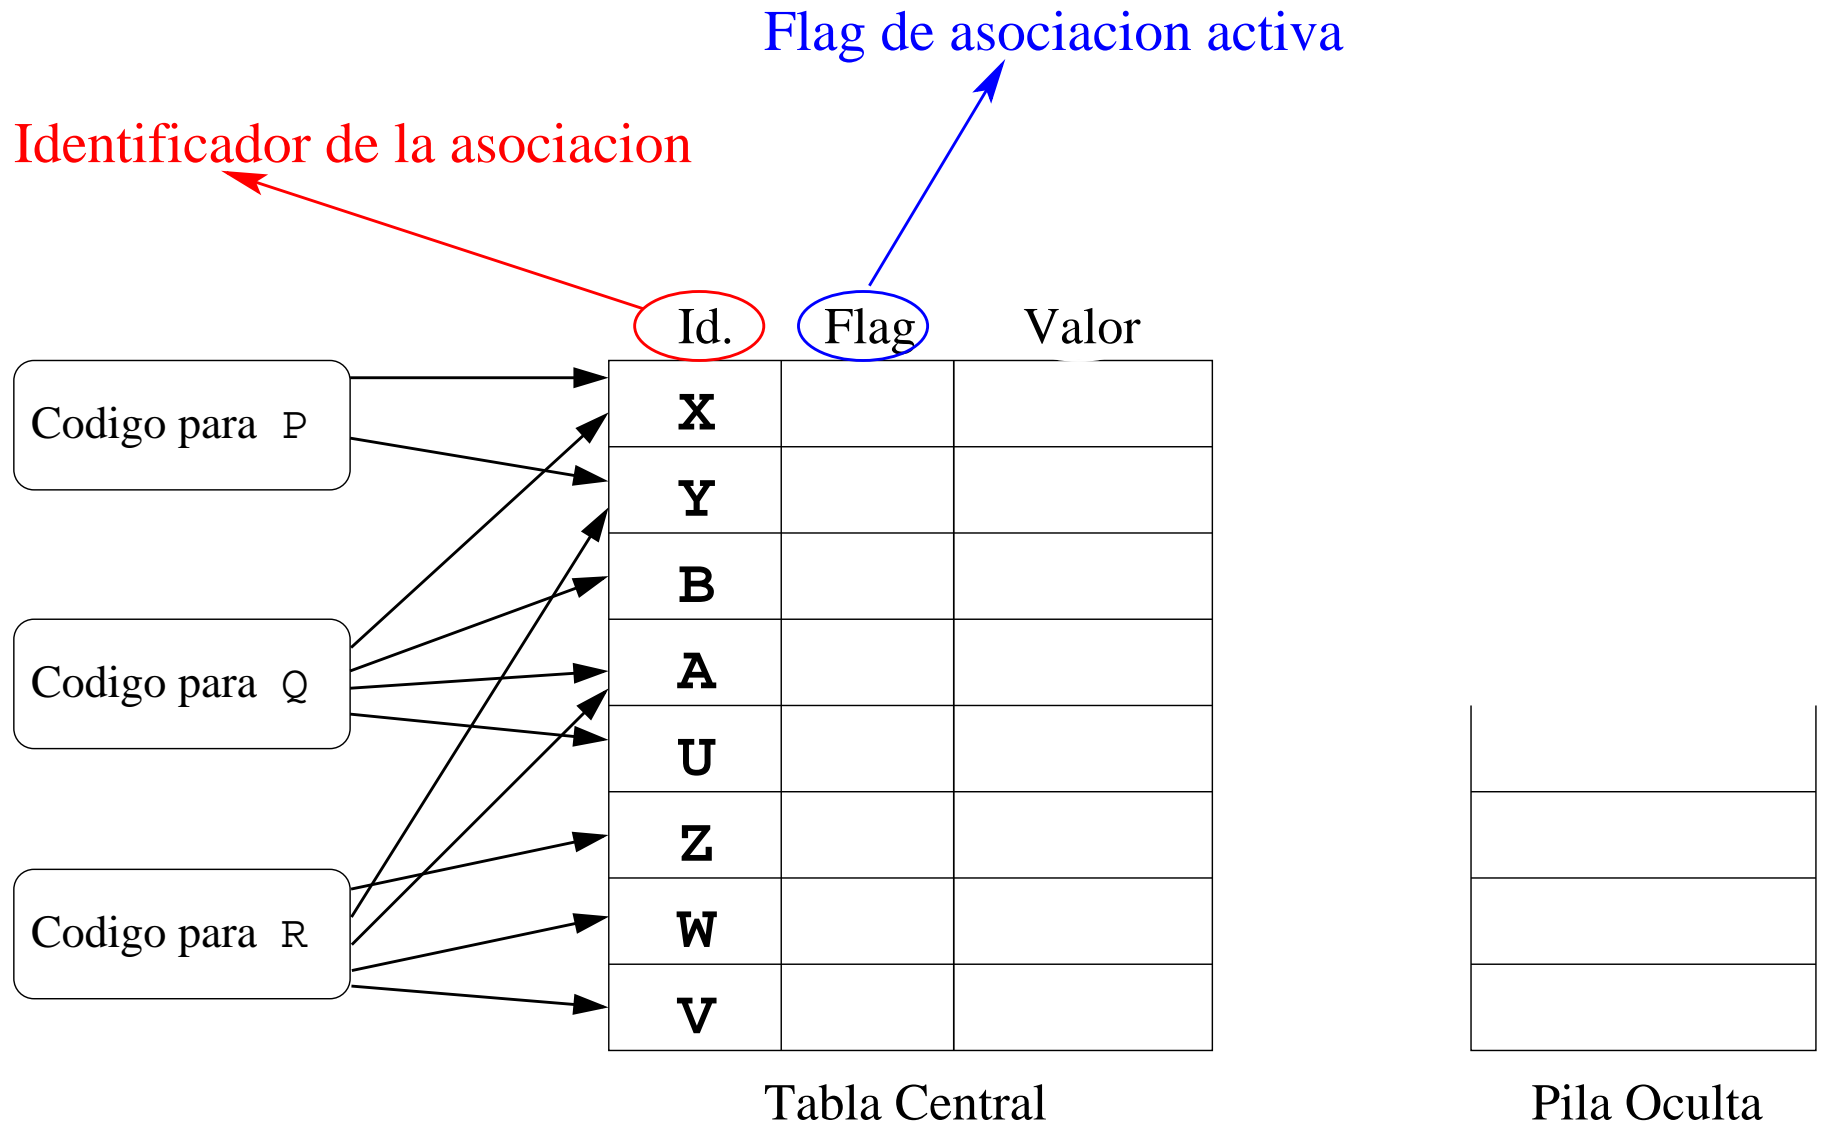 Flag de asociacion activa
Identificador de la asociacion
Id. Flag Valor
Codigo para P
X
Y
B
Codigo para Q
A
U
Z
Codigo para R
W
V
Tabla Central
Pila Oculta